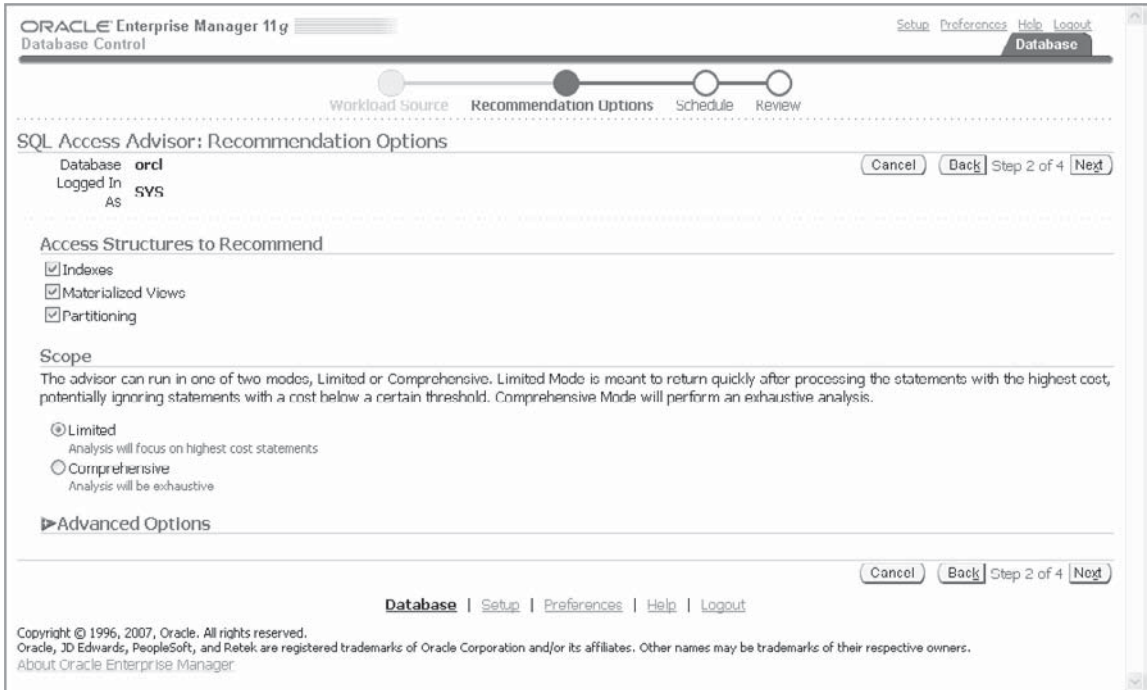 ORACLE Enterprise Manager 11g
Database Control
Setup Preferences Help Logout
Database
Workload Source Recommendation Options Schedule Review
SQL Access Advisor: Recommendation Options
Database orcl
Logged In As SYS
Cancel Back Step 2 of 4 Next
Access Structures to Recommend
Indexes
Materialized Views
Partitioning
Scope
The advisor can run in one of two modes, Limited or Comprehensive. Limited Mode is meant to return quickly after processing the statements with the highest cost,
potentially ignoring statements with a cost below a certain threshold. Comprehensive Mode will perform an exhaustive analysis.
Limited
Analysis will focus on highest cost statements
Comprehensive
Analysis will be exhaustive
Advanced Options
Cancel Back Step 2 of 4 Next
Database | Setup | Preferences | Help | Logout
Copyright © 1996, 2007, Oracle. All rights reserved.
Oracle, JD Edwards, PeopleSoft, and Retek are registered trademarks of Oracle Corporation and/or its affiliates. Other names may be trademarks of their respective owners.
About Oracle Enterprise Manager